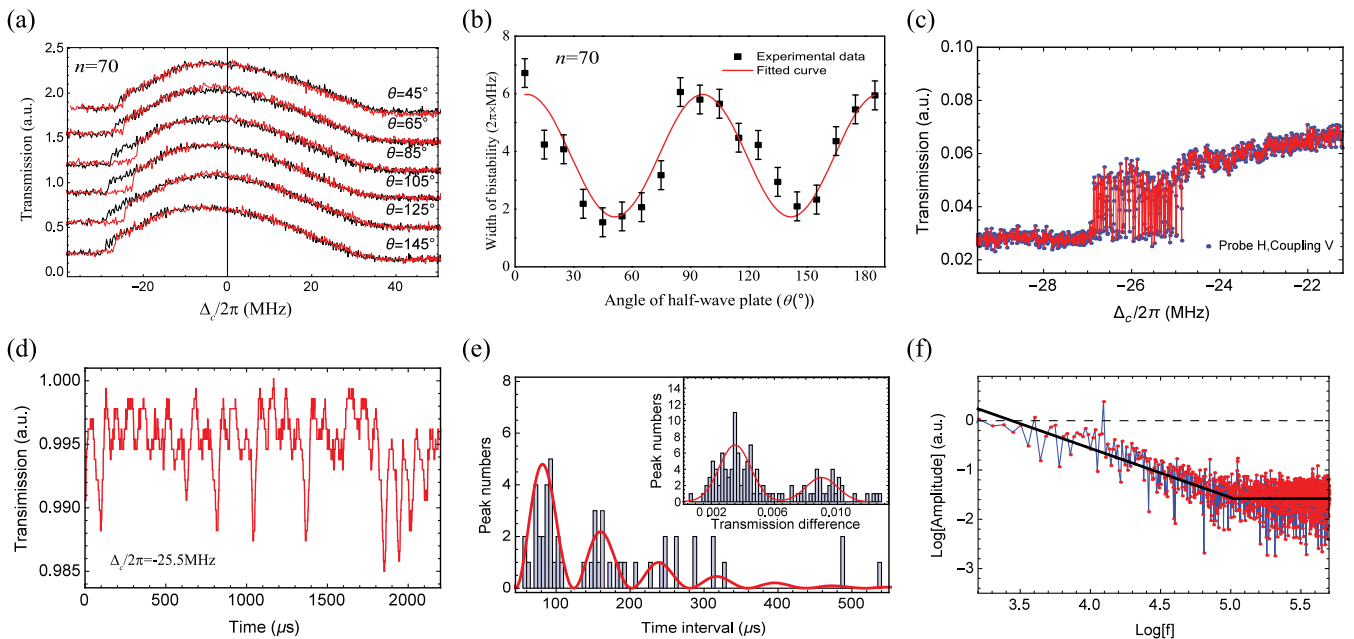 (a)
n=70
Transmission (a.u.)
2.5
2.0
1.5
1.0
0.5
0.0
θ=45°
θ=65°
θ=85°
θ=105°
θ=125°
θ=145°
−20
0
20
40
Δc/2π (MHz)
(b)
n=70
Experimental data
Fitted curve
Width of bistability (2π×MHz)
8
6
4
2
0
0
30
60
90
120
150
180
Angle of half-wave plate (θ(°))
(c)
Transimission (a.u.)
0.10
0.08
0.06
0.04
0.02
Probe H,Coupling V
−28
−26
−24
−22
Δc/2π (MHz)
(d)
Transmission (a.u.)
1.000
0.995
0.990
0.985
Δc/2π=-25.5MHz
0
500
1000
1500
2000
Time (μs)
(e)
Peak numbers
8
6
4
2
0
Peak numbers
14
12
10
8
6
4
2
0
0.002
0.006
0.010
Transmission difference
100
200
300
400
500
Time interval (μs)
(f)
Log[Amplitude] (a.u.)
0
−1
−2
−3
3.5
4.0
4.5
5.0
5.5
Log[f]